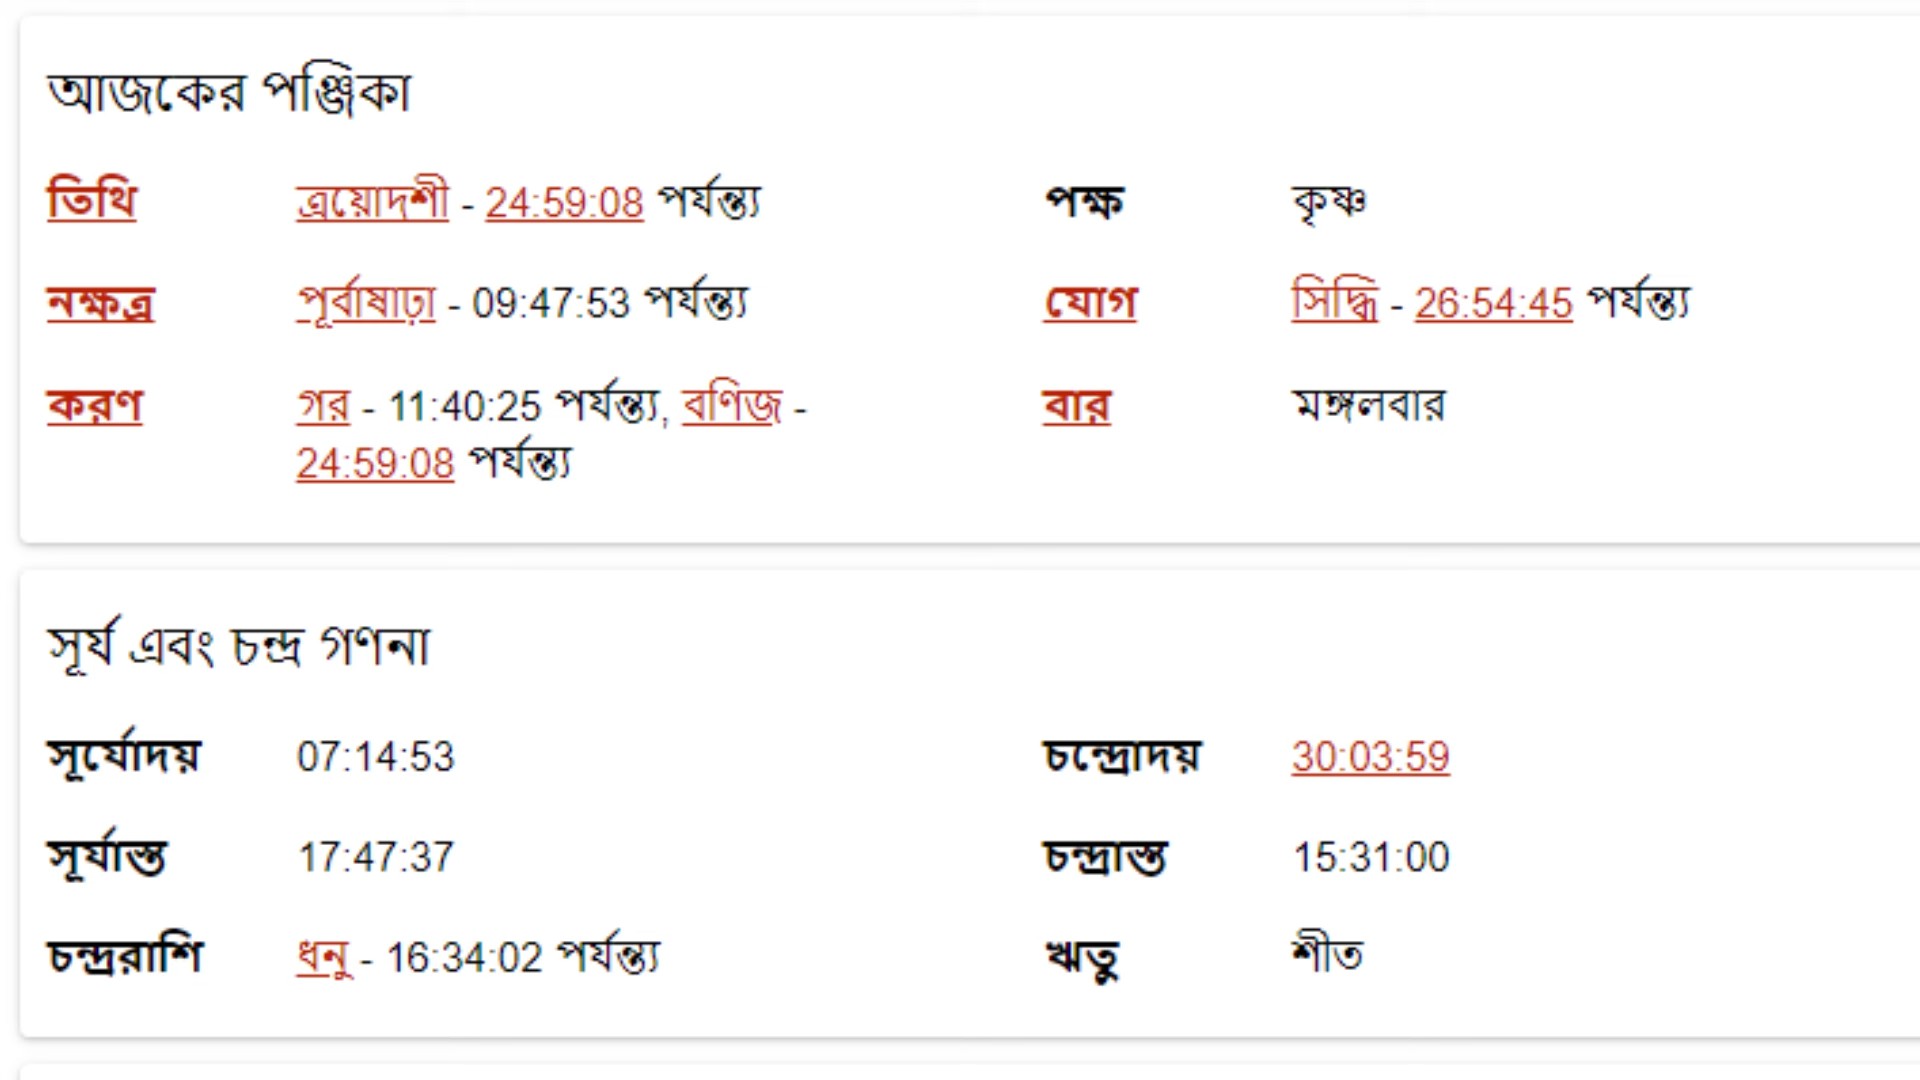 আজকের পঞ্জিকা
তিথি ত্রয়োদশী - 24:59:08 পর্যন্ত্য পক্ষ কৃষ্ণ
নক্ষত্র পূর্বাষাঢ়া - 09:47:53 পর্যন্ত্য যোগ সিদ্ধি - 26:54:45 পর্যন্ত্য
করণ গর - 11:40:25 পর্যন্ত্য, বণিজ - বার মঙ্গলবার
24:59:08 পর্যন্ত্য
সূর্য এবং চন্দ্র গণনা
সূর্যোদয় 07:14:53 চন্দ্রোদয় 30:03:59
সূর্যাস্ত 17:47:37 চন্দ্রাস্ত 15:31:00
চন্দ্ররাশি ধনু - 16:34:02 পর্যন্ত্য ঋতু শীত